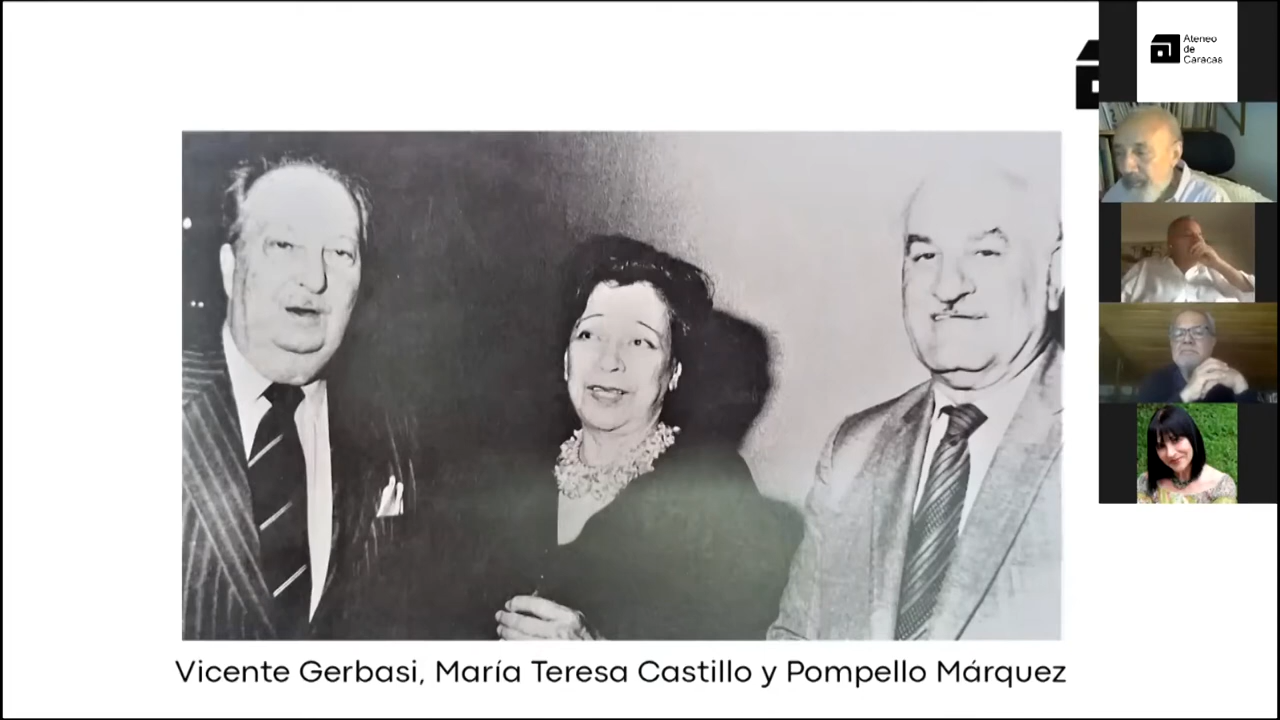 Ateneo
de
Caracas
Vicente Gerbasi, María Teresa Castillo y Pompello Márquez